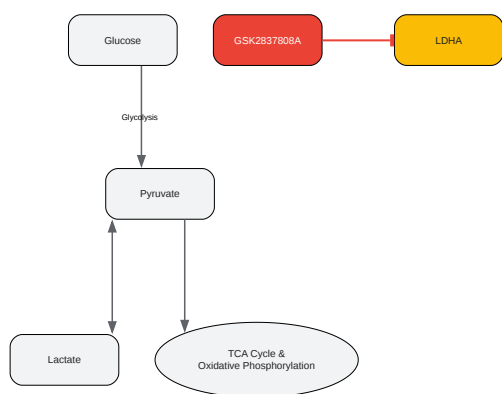 Glucose
GSK2837808A
LDHA
Glycolysis
Pyruvate
Lactate
TCA Cycle &
Oxidative Phosphorylation